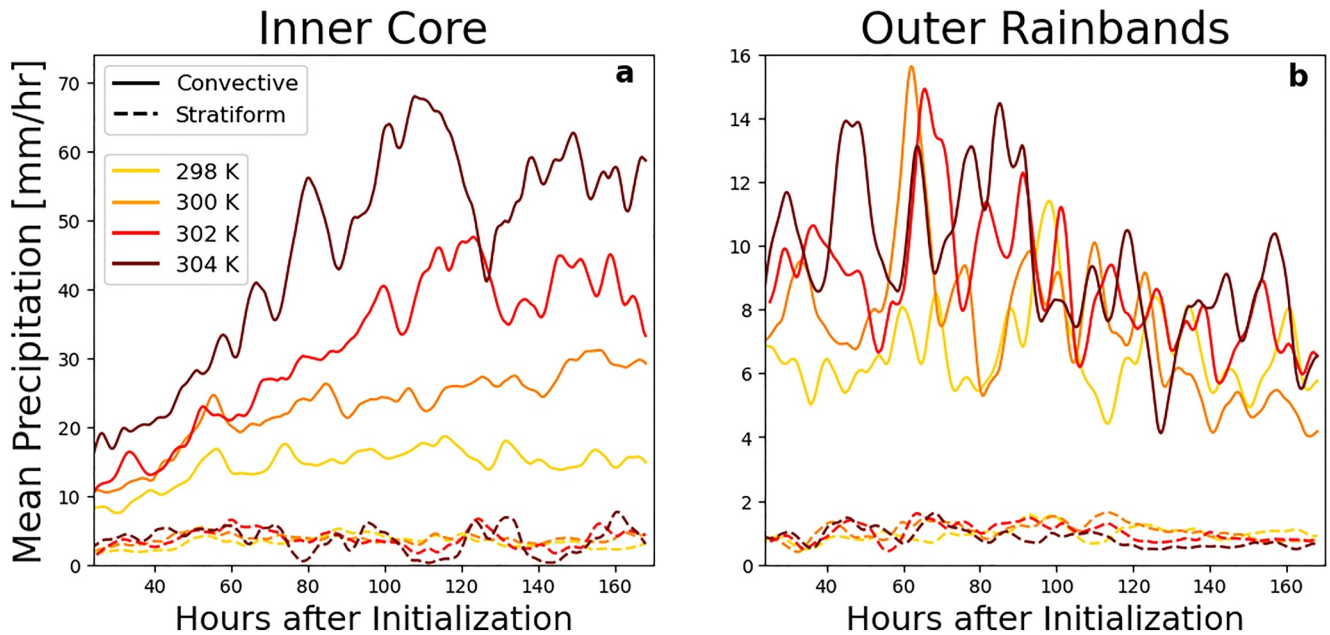 Inner Core
Outer Rainbands
Mean Precipitation [mm/hr]
a
Convective
Stratiform
298 K
300 K
302 K
304 K
70
60
50
40
30
20
10
0
40 60 80 100 120 140 160
Hours after Initialization
b
16
14
12
10
8
6
4
2
0
40 60 80 100 120 140 160
Hours after Initialization